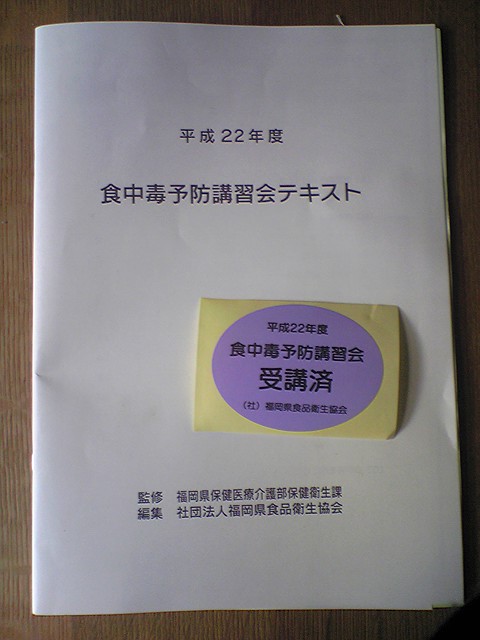 平成22年度
食中毒予防講習会テキスト
平成22年度
食中毒予防講習会
受講済
(社)福岡県食品衛生協会
監修 福岡県保健医療介護部保健衛生課
編集 社団法人福岡県食品衛生協会